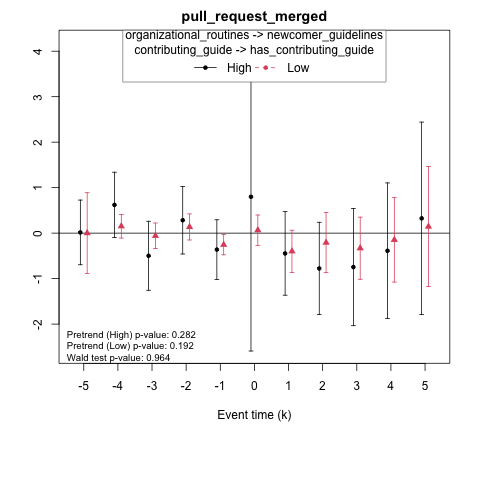 pull_request_merged
organizational_routines -> newcomer_guidelines
contributing_guide -> has_contributing_guide
High Low
4
3
2
1
0
-1
-2
Pretrend (High) p-value: 0.282
Pretrend (Low) p-value: 0.192
Wald test p-value: 0.964
-5 -4 -3 -2 -1 0 1 2 3 4 5
Event time (k)